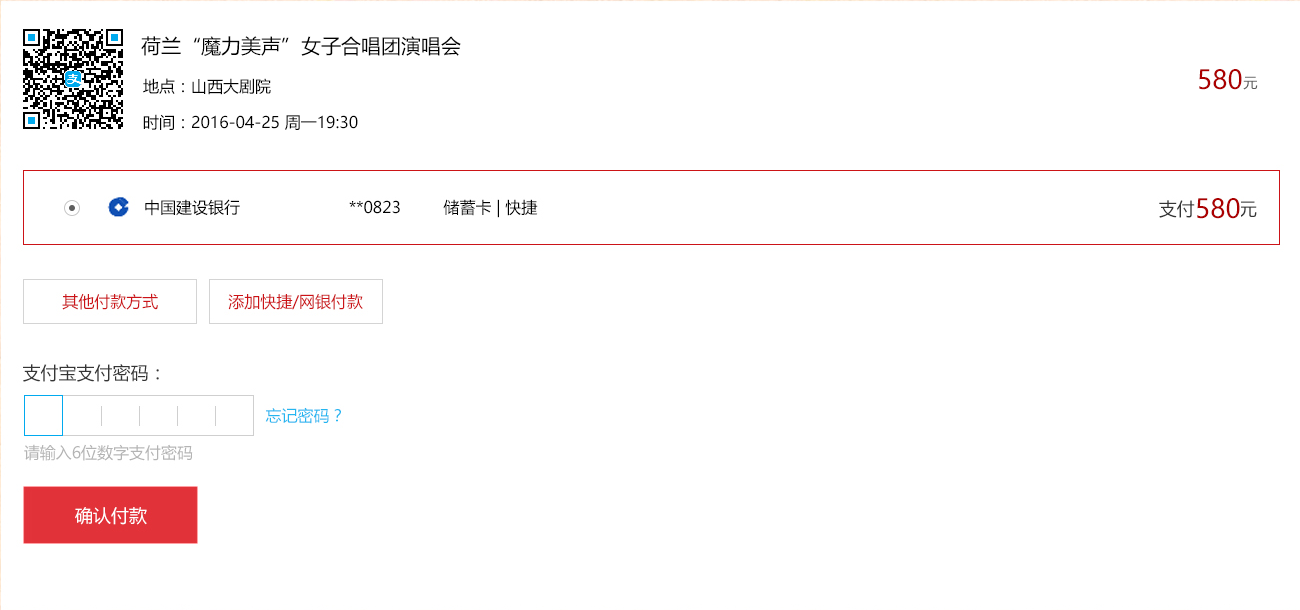 荷兰“魔力美声”女子合唱团演唱会
地点：山西大剧院
580元
时间：2016-04-25 周一19:30
支
中国建设银行 **0823 储蓄卡 | 快捷 支付580元
其他付款方式 添加快捷/网银付款
支付宝支付密码：
忘记密码？
请输入6位数字支付密码
确认付款